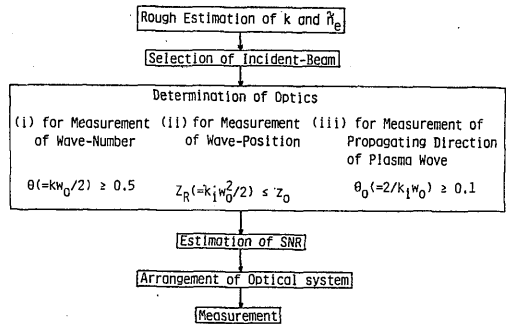 Rough Estimation of k and ñₑ
Selection of Incident-Beam
Determination of Optics
(i) for Measurement of Wave-Number
θ(=kw₀/2) ≥ 0.5
(ii) for Measurement of Wave-Position
Z_R(=kᵢw₀²/2) ≤ z₀
(iii) for Measurement of Propagating Direction of Plasma Wave
θ₀(=2/kᵢw₀) ≥ 0.1
Estimation of SNR
Arrangement of Optical system
Measurement